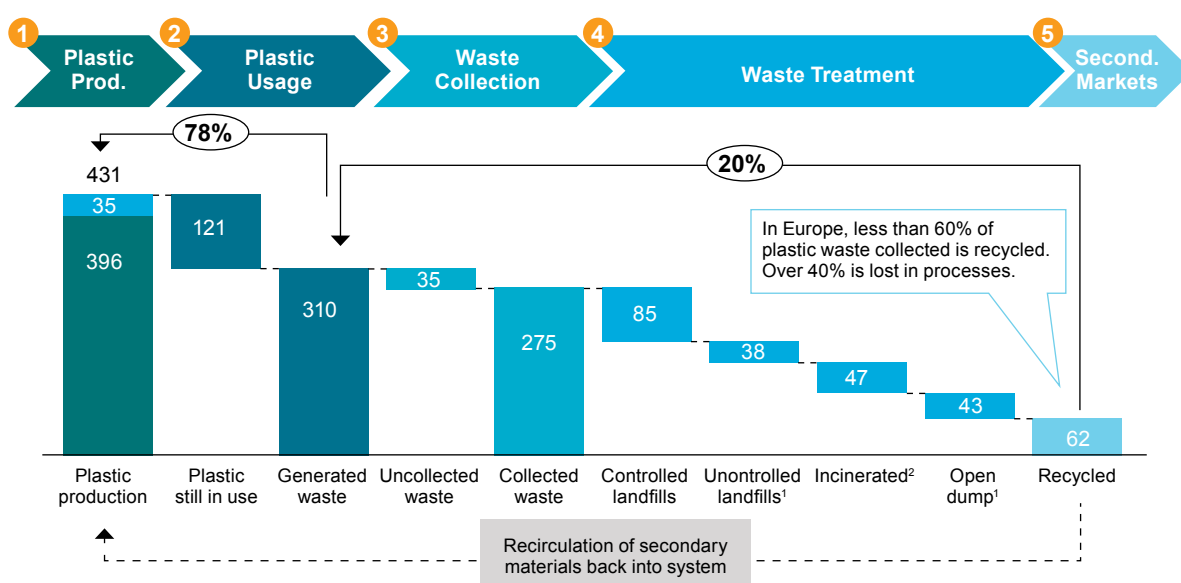 1
2
3
4
5
Plastic
Prod.
Plastic
Usage
Waste
Collection
Waste Treatment
Second.
Markets
78%
20%
431
35
396
121
310
35
275
85
38
47
43
62
In Europe, less than 60% of
plastic waste collected is recycled.
Over 40% is lost in processes.
Plastic
production
Plastic
still in use
Generated
waste
Uncollected
waste
Collected
waste
Controlled
landfills
Unontrolled
landfills¹
Incinerated²
Open
dump¹
Recycled
Recirculation of secondary
materials back into system